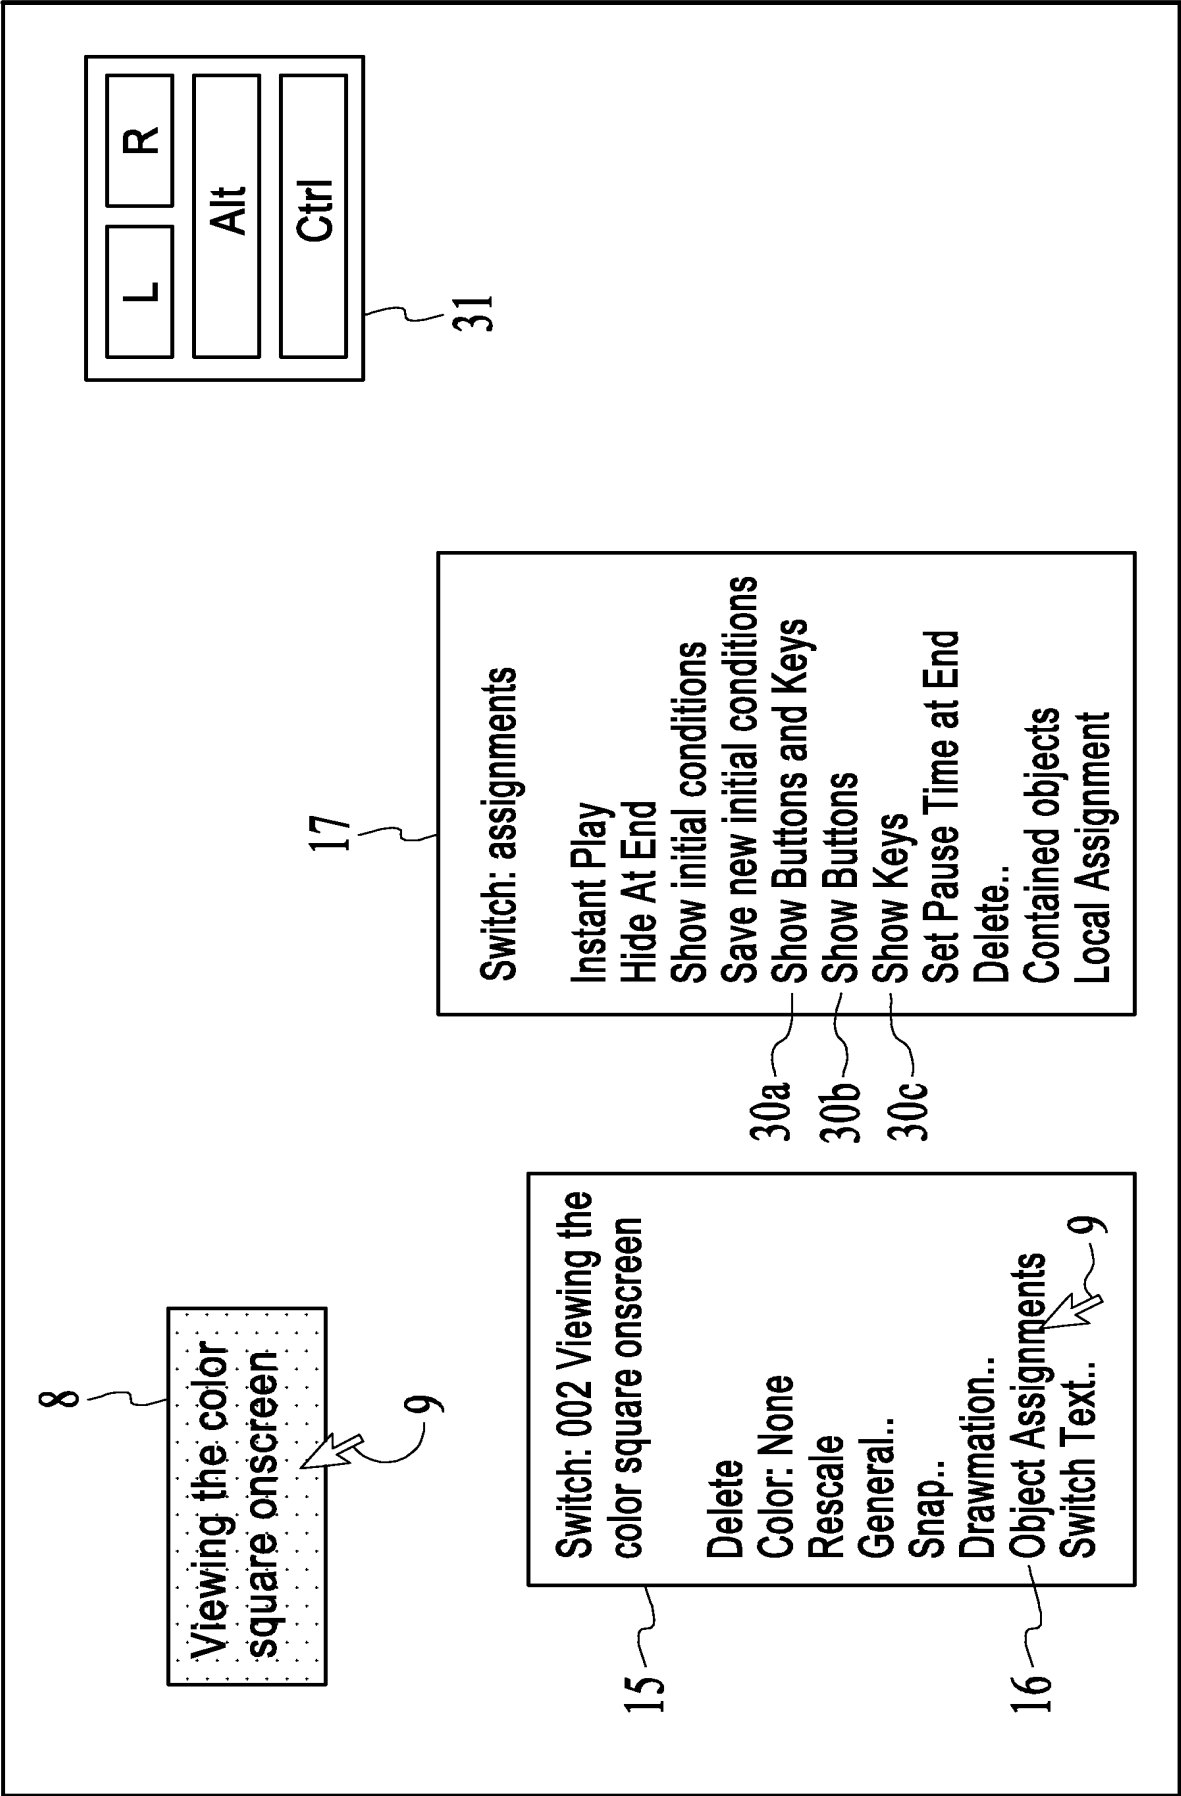 8
Viewing the color
square onscreen
9
L
R
Alt
Ctrl
31
15
Switch: 002 Viewing the
color square onscreen
Delete
Color: None
Rescale
General..
Snap..
Drawmation..
Object Assignments
Switch Text..
16
9
17
Switch: assignments
Instant Play
Hide At End
Show initial conditions
Save new initial conditions
Show Buttons and Keys
Show Buttons
Show Keys
Set Pause Time at End
Delete..
Contained objects
Local Assignment
30a
30b
30c